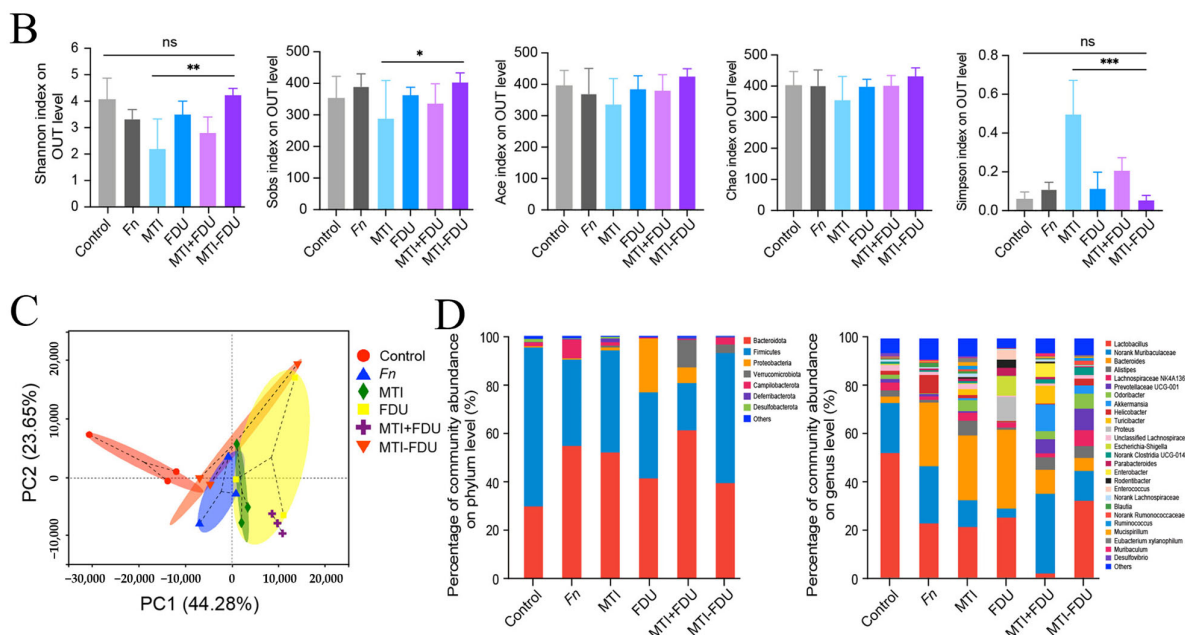 B
Shannon index on
OUT level
6
5
4
3
2
1
0
Control
Fn
MTI
FDU
MTI+FDU
MTI-FDU
ns
**
Sobs index on OUT level
500
400
300
200
100
0
Control
Fn
MTI
FDU
MTI+FDU
MTI-FDU
*
Ace index on OUT level
500
400
300
200
100
0
Control
Fn
MTI
FDU
MTI+FDU
MTI-FDU
Chao index on OUT level
500
400
300
200
100
0
Control
Fn
MTI
FDU
MTI+FDU
MTI-FDU
Simpson index on OUT level
0.8
0.6
0.4
0.2
0.0
Control
Fn
MTI
FDU
MTI+FDU
MTI-FDU
ns
***
C
PC2 (23.65%)
20,000
10,000
0
−10,000
−30,000
−20,000
−10,000
0
10,000
20,000
PC1 (44.28%)
Control
Fn
MTI
FDU
MTI+FDU
MTI-FDU
D
Percentage of community abundance
on phylum level (%)
100
80
60
40
20
0
Control
Fn
MTI
FDU
MTI+FDU
MTI-FDU
Bacteroidota
Firmicutes
Proteobacteria
Verrucomicrobiota
Campilobacterota
Deferribacterota
Desulfobacterota
Others
Percentage of community abundance
on genus level (%)
100
80
60
40
20
0
Control
Fn
MTI
FDU
MTI+FDU
MTI-FDU
Lactobacillus
Norank Muribaculaceae
Bacteroides
Alistipes
Lachnospiraceae NK4A136
Prevotellaceae UCG-001
Odoribter
Akkermansia
Helicobacter
Turicibacter
Proteus
Unclassified Lachnospirace
Escherichia-Shigella
Norank Clostridia UCG-014
Parabacteroides
Enterobacter
Rodentibacter
Enterococcus
Norank Lachnospiraceae
Blautia
Norank Rumonococcaceae
Ruminococcus
Mucispirillum
Eubacterium xylanophilum
Muribaculum
Desulfovibrio
Others